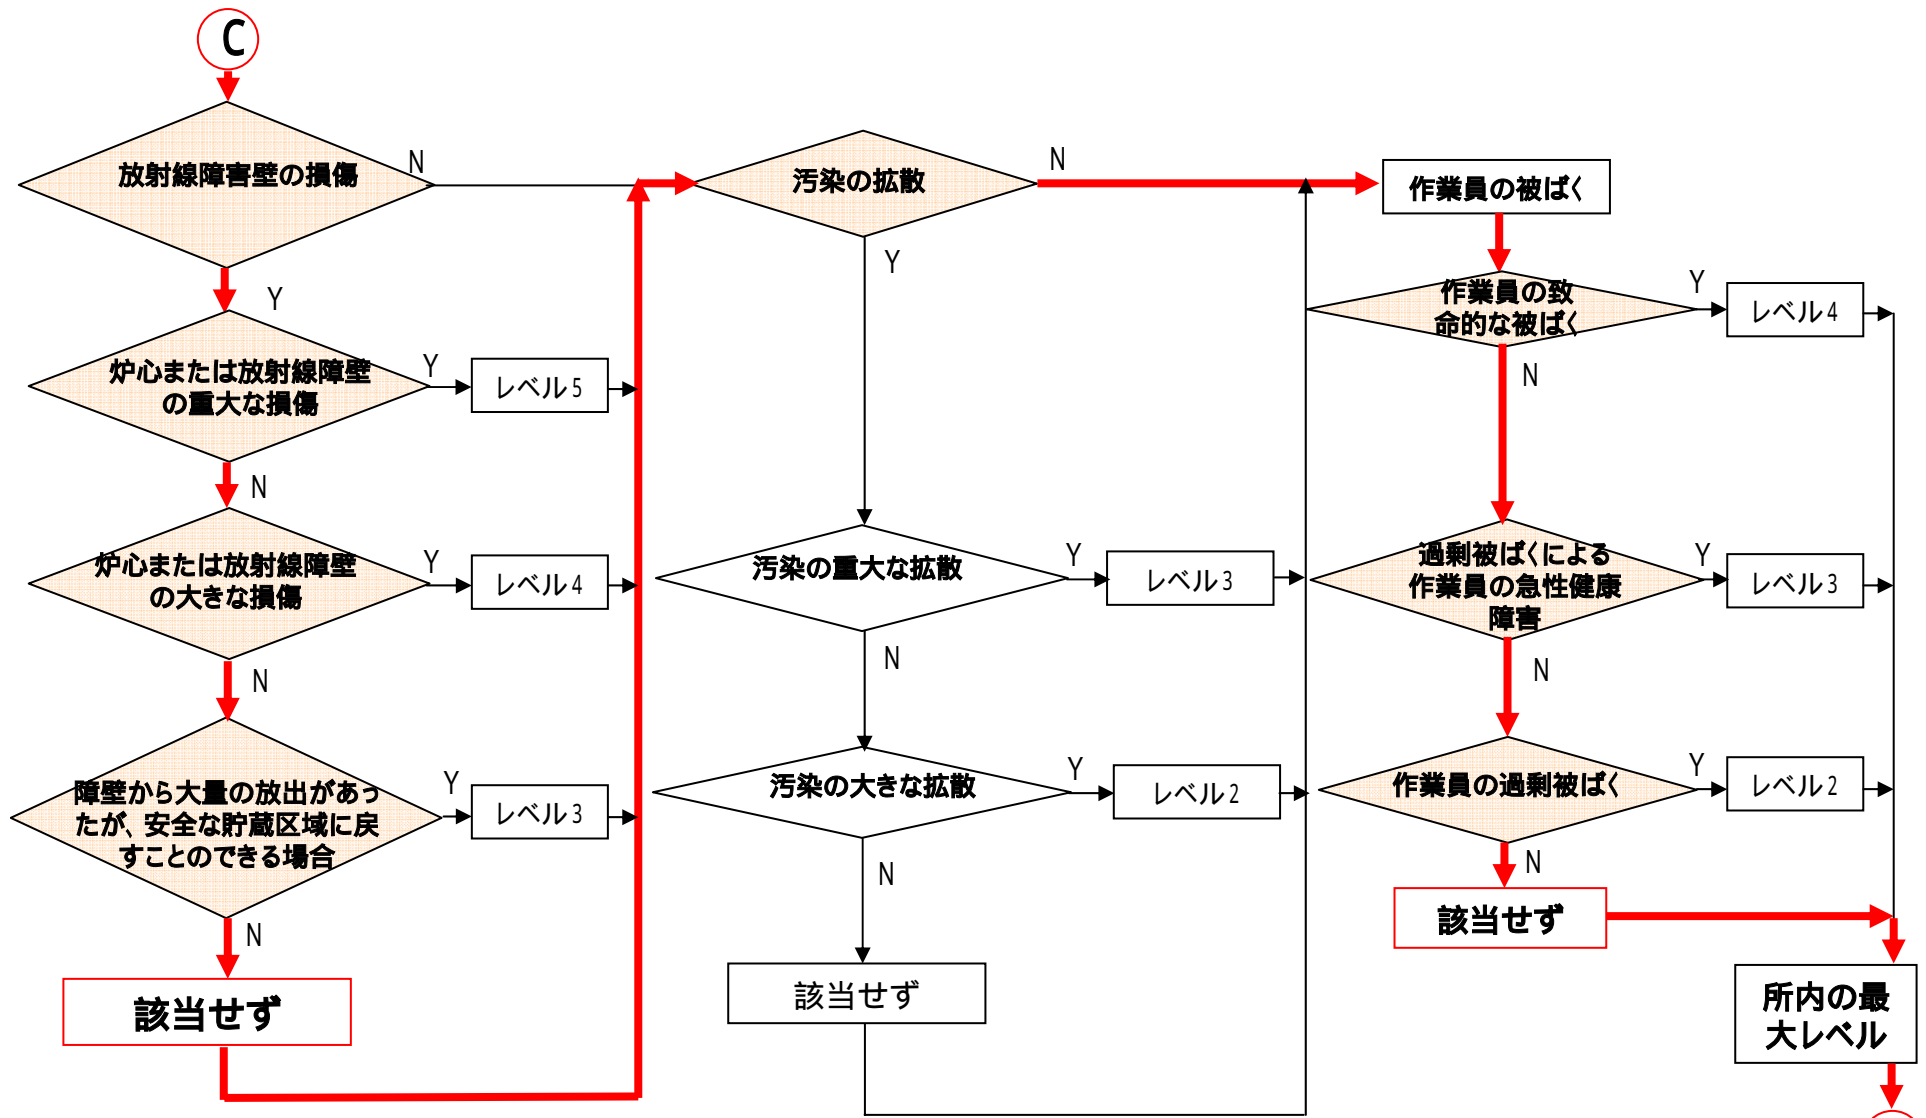 C
放射線障害壁の損傷
N
Y
炉心または放射線障壁
の重大な損傷
Y
レベル5
N
炉心または放射線障壁
の大きな損傷
Y
レベル4
N
障壁から大量の放出があっ
たが、安全な貯蔵区域に戻
すことのできる場合
Y
レベル3
N
該当せず
汚染の拡散
N
Y
汚染の重大な拡散
Y
レベル3
N
汚染の大きな拡散
Y
レベル2
N
該当せず
作業員の被ばく
作業員の致
命的な被ばく
Y
レベル4
N
過剰被ばくによる
作業員の急性健康
障害
Y
レベル3
N
作業員の過剰被ばく
Y
レベル2
N
該当せず
所内の最
大レベル